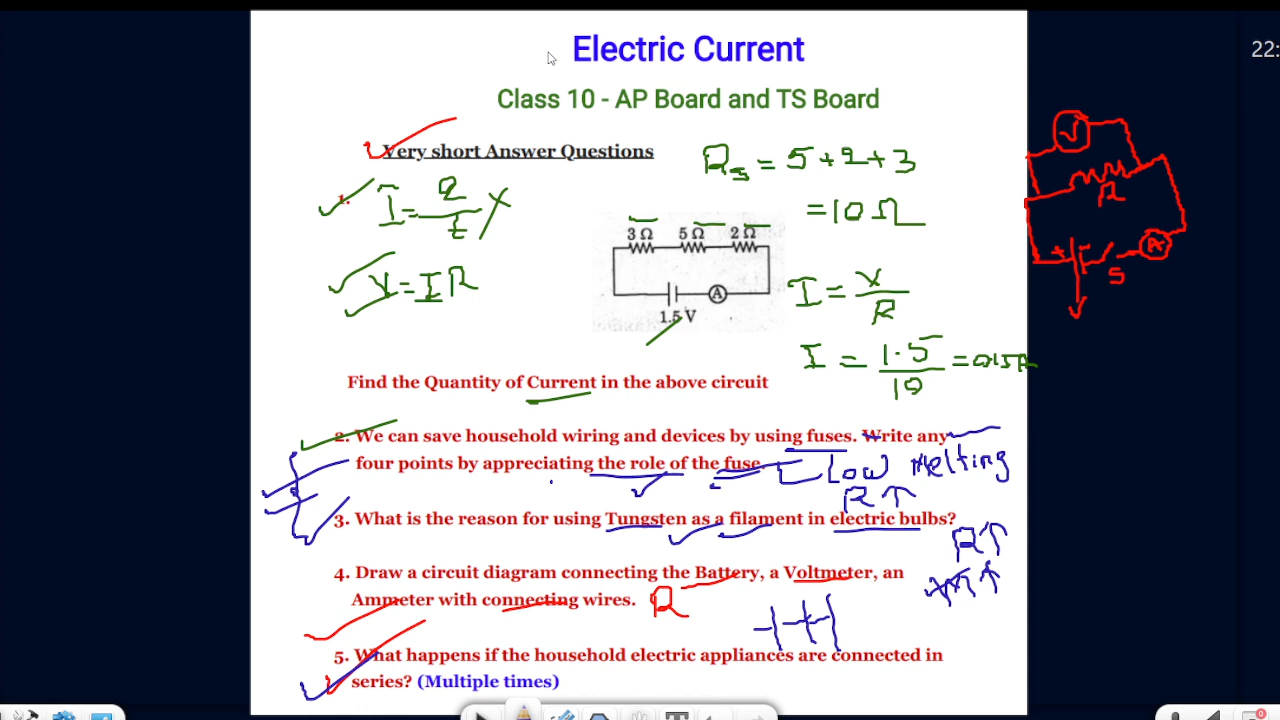 Electric Current
22:
Class 10 - AP Board and TS Board
Very short Answer Questions
1.
I = Q/t
V = IR
Rs = 5+2+3
= 10 Ω
3 Ω 5 Ω 2 Ω
A
1.5 V
I = V/R
I = 1.5/10 = 0.15A
V
R
A
+ -
S
Find the Quantity of Current in the above circuit
2. We can save household wiring and devices by using fuses. Write any
four points by appreciating the role of the fuse
Low Melting
R↑
3. What is the reason for using Tungsten as a filament in electric bulbs?
R↑
4. Draw a circuit diagram connecting the Battery, a Voltmeter, an
Ammeter with connecting wires. R
5. What happens if the household electric appliances are connected in
series? (Multiple times)